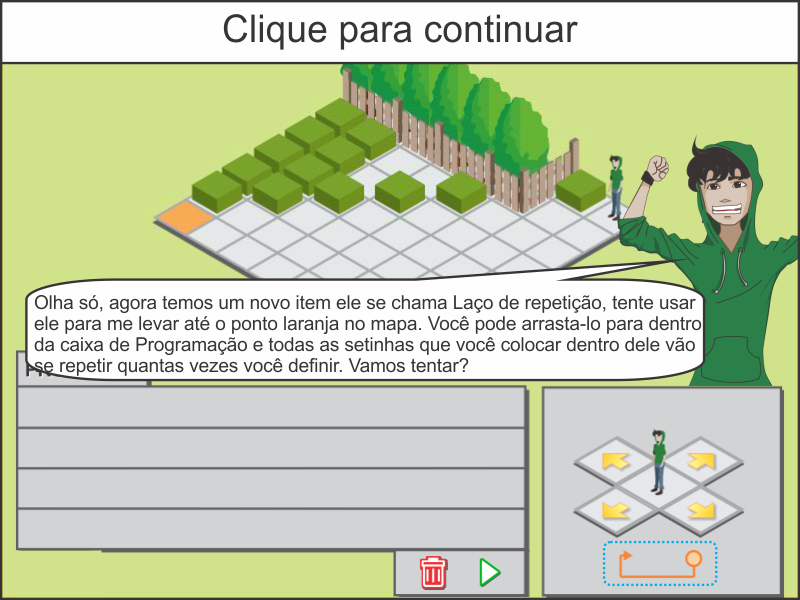 Clique para continuar
Olha só, agora temos um novo item ele se chama Laço de repetição, tente usar
ele para me levar até o ponto laranja no mapa. Você pode arrasta-lo para dentro
da caixa de Programação e todas as setinhas que você colocar dentro dele vão
se repetir quantas vezes você definir. Vamos tentar?